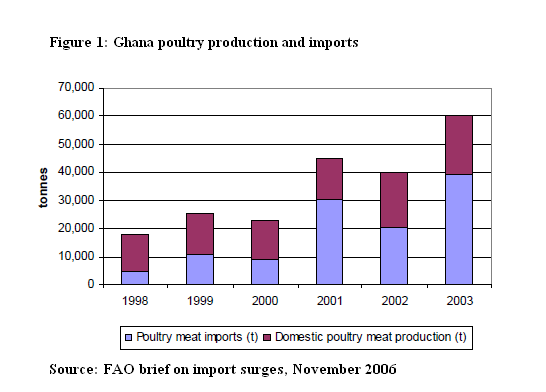 Figure 1: Ghana poultry production and imports
70,000
60,000
50,000
40,000
30,000
20,000
10,000
0
tonnes
1998 1999 2000 2001 2002 2003
Poultry meat imports (t) Domestic poultry meat production (t)
Source: FAO brief on import surges, November 2006